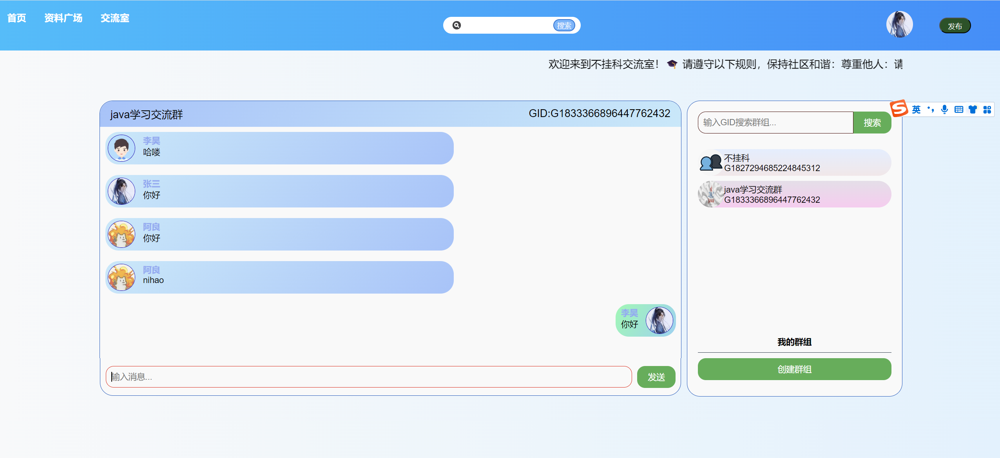 首页 资料广场 交流室
搜索
发布
欢迎来到不挂科交流室！🎓 请遵守以下规则，保持社区和谐：尊重他人：请
java学习交流群
GID:G1833366896447762432
李昊
哈喽
张三
你好
阿良
你好
阿良
nihao
李昊
你好
输入消息...
发送
输入GID搜索群组...
搜索
英
不挂科
G1827294685224845312
java学习交流群
G1833366896447762432
我的群组
创建群组